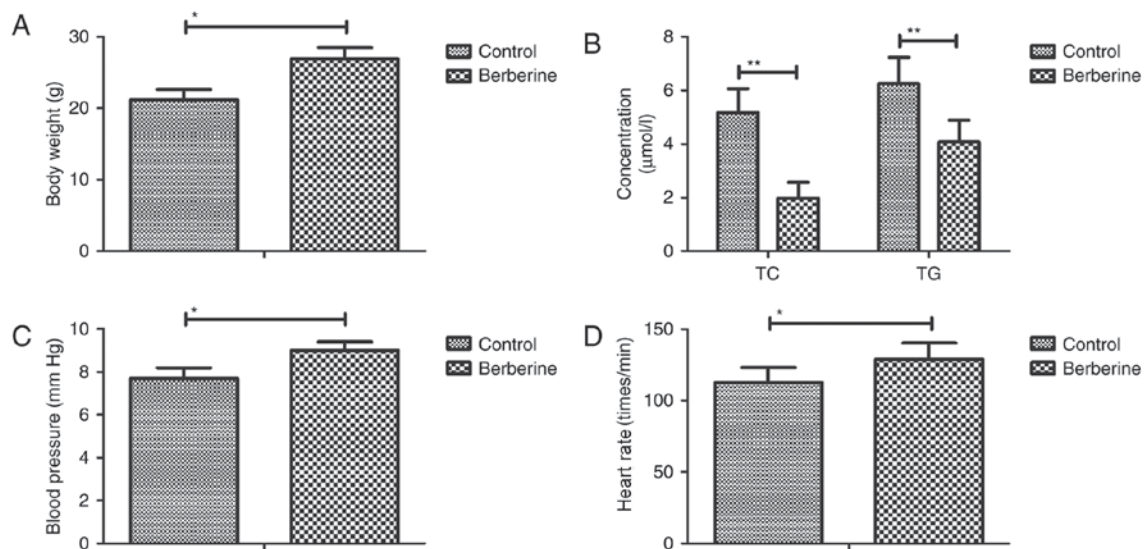 A
Body weight (g)
30
20
10
0
*
Control
Berberine
B
Concentration
(µmol/l)
8
6
4
2
0
**
**
TC
TG
Control
Berberine
C
Blood pressure (mm Hg)
10
8
6
4
2
0
*
Control
Berberine
D
Heart rate (times/min)
150
100
50
0
*
Control
Berberine